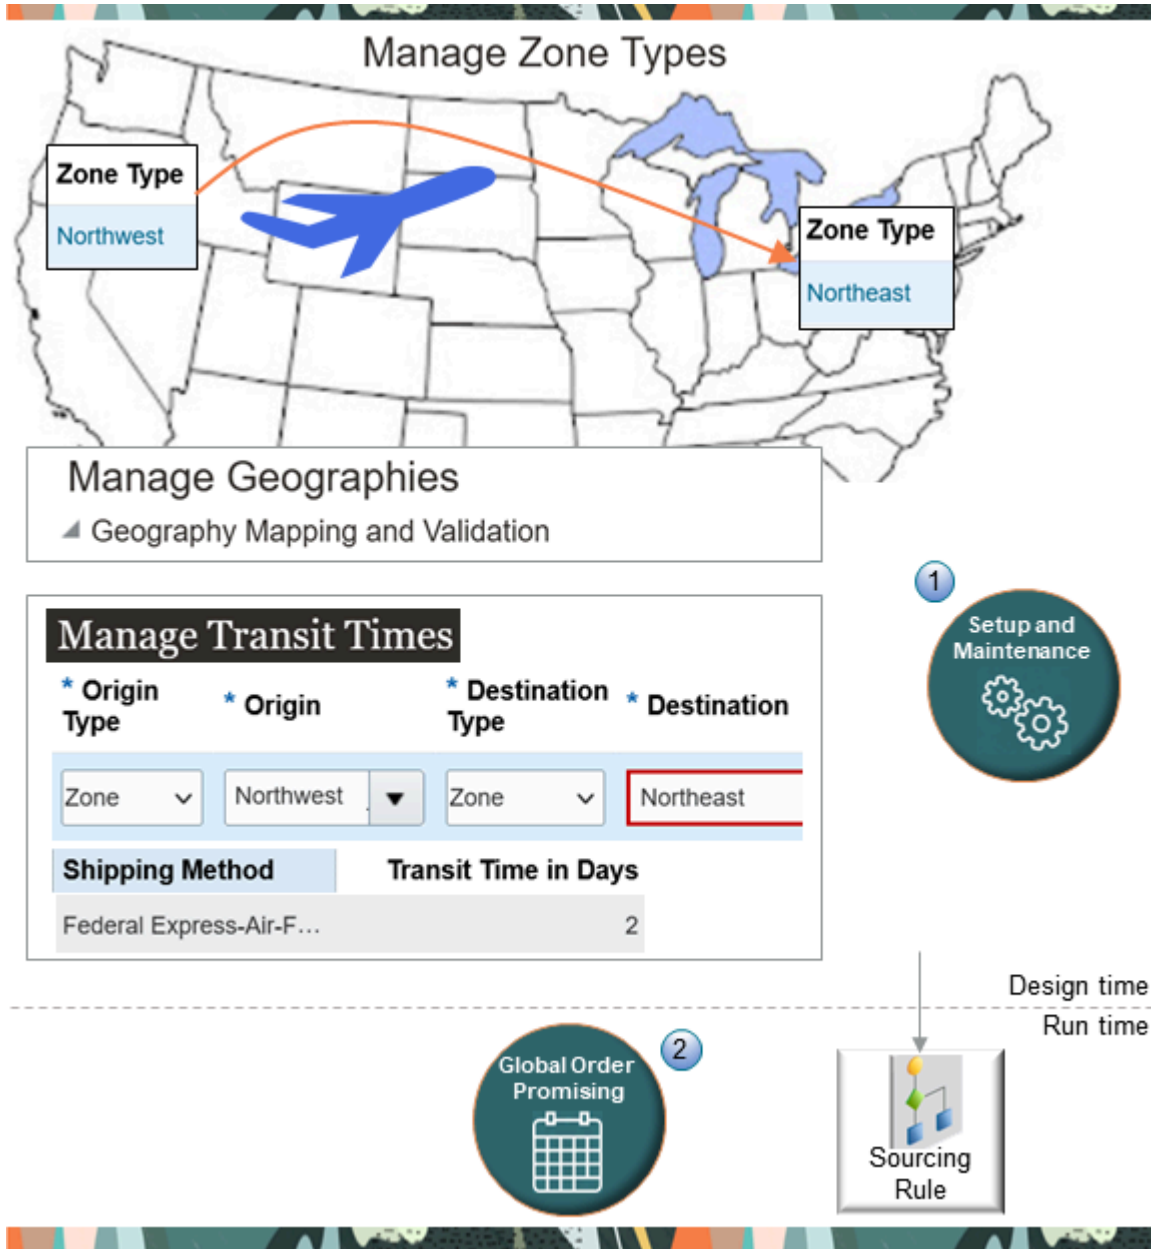 Manage Zone Types
Zone Type
Northwest
Zone Type
Northeast
Manage Geographies
Geography Mapping and Validation
1
Setup and
Maintenance
Manage Transit Times
* Origin
Type
* Origin
* Destination
Type
* Destination
Zone
Northwest
Zone
Northeast
Shipping Method
Transit Time in Days
Federal Express-Air-F...
2
Design time
Run time
Global Order
Promising
2
Sourcing
Rule